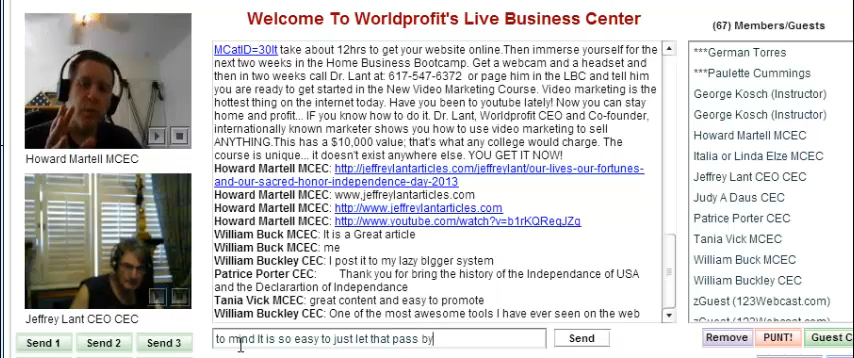 Welcome To Worldprofit's Live Business Center
(67) Members/Guests
Howard Martell MCEC
Jeffrey Lant CEO CEC
Send 1
Send 2
Send 3
MCatID=30It take about 12hrs to get your website online.Then immerse yourself for the
next two weeks in the Home Business Bootcamp. Get a webcam and a headset and
then in two weeks call Dr. Lant at: 617-547-6372 or page him in the LBC and tell him
you are ready to get started in the New Video Marketing Course. Video marketing is the
hottest thing on the internet today. Have you been to youtube lately! Now you can stay
home and profit... IF you know how to do it. Dr. Lant, Worldprofit CEO and Co-founder,
internationally known marketer shows you how to use video marketing to sell
ANYTHING.This has a $10,000 value; that's what any college would charge. The
course is unique... it doesn't exist anywhere else. YOU GET IT NOW!
Howard Martell MCEC: http://jeffreylantarticles.com/jeffreylant/our-lives-our-fortunes-
and-our-sacred-honor-independence-day-2013
Howard Martell MCEC: www,jeffreylantarticles.com
Howard Martell MCEC: http://www.jeffreylantarticles.com
Howard Martell MCEC: http://www.youtube.com/watch?v=b1rKQReqJZg
William Buck MCEC: It is a Great article
William Buck MCEC: me
William Buckley CEC: I post it to my lazy blgger system
Patrice Porter CEC: Thank you for bring the history of the Independance of USA
and the Declartion of Independance
Tania Vick MCEC: great content and easy to promote
William Buckley CEC: One of the most awesome tools I have ever seen on the web
to mind It is so easy to just let that pass by
Send
***German Torres
***Paulette Cummings
George Kosch (Instructor)
George Kosch (Instructor)
Howard Martell MCEC
Italia or Linda Elze MCEC
Jeffrey Lant CEO CEC
Judy A Daus CEC
Patrice Porter CEC
Tania Vick MCEC
William Buck MCEC
William Buckley CEC
zGuest (123Webcast.com)
zGuest (123Webcast.com)
Remove
PUNT!
Guest C